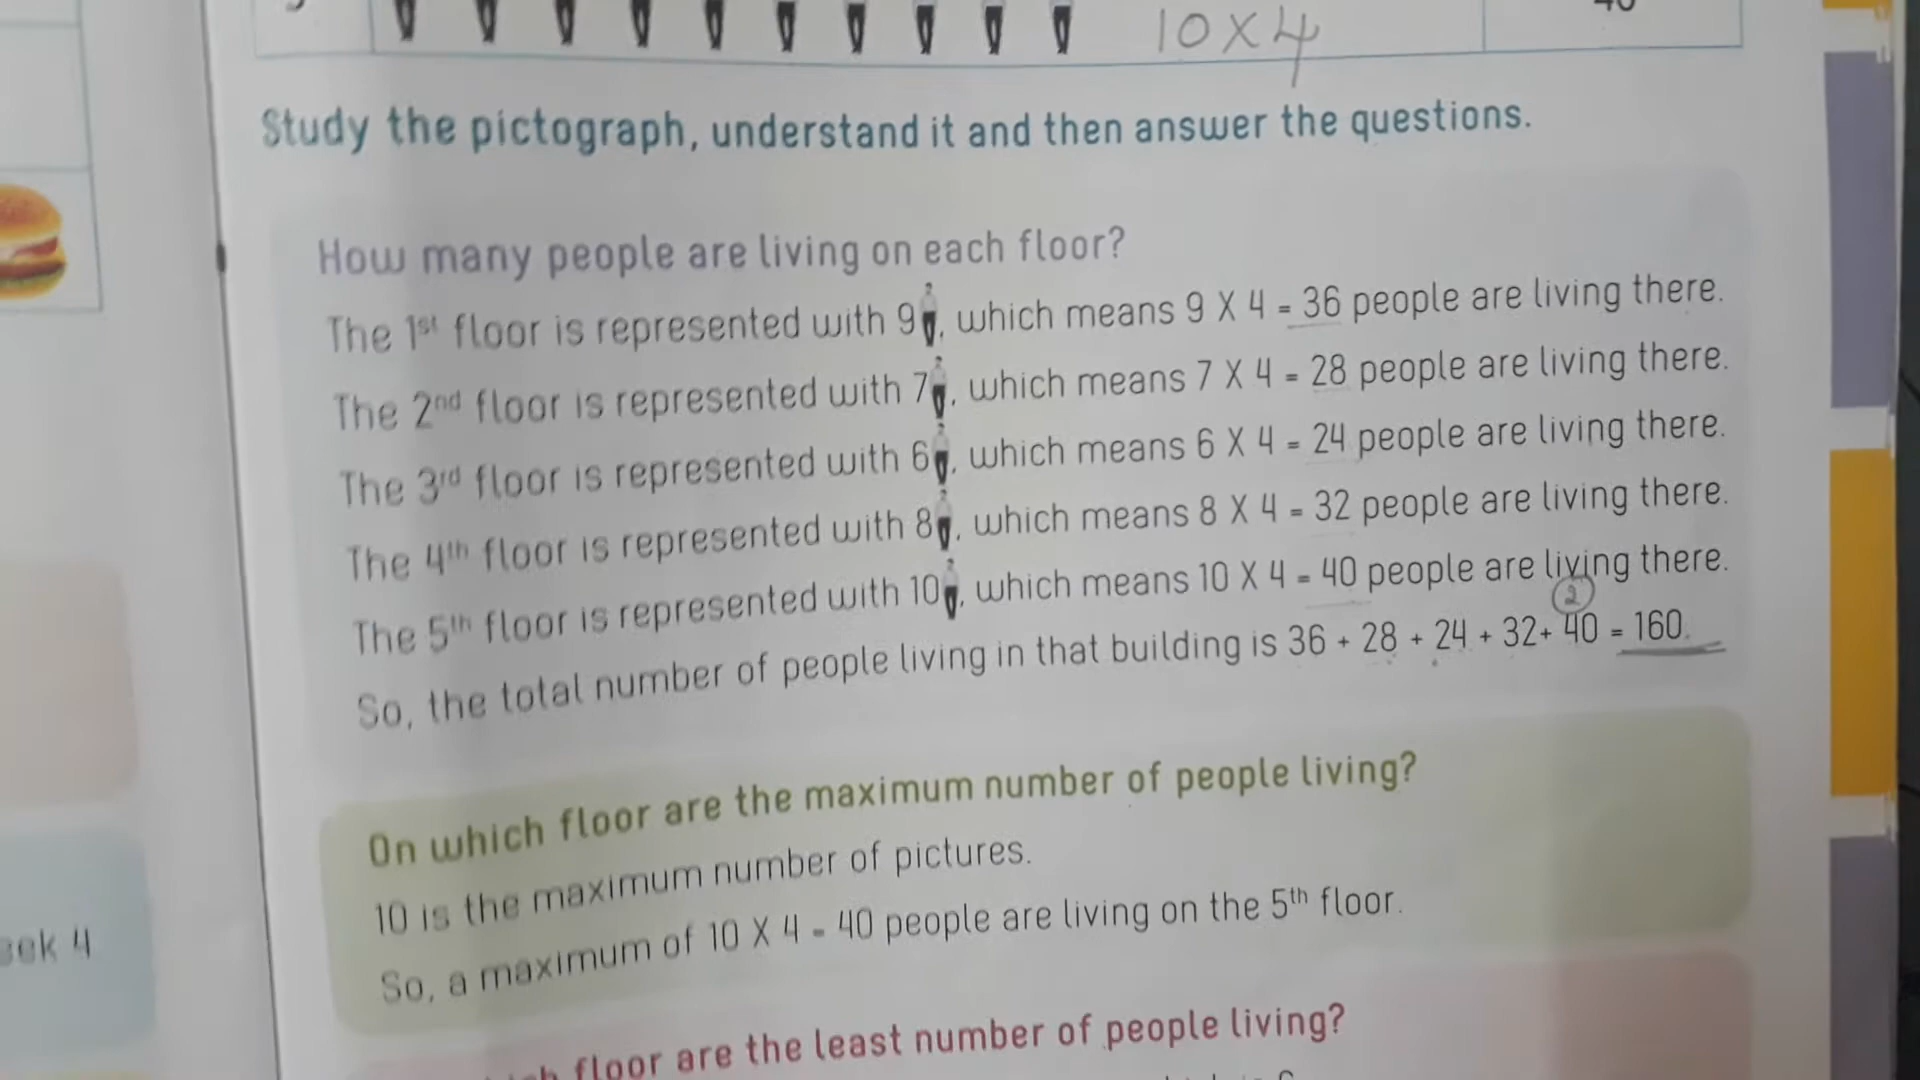 10 X 4
Study the pictograph, understand it and then answer the questions.
How many people are living on each floor?
The 1st floor is represented with 9, which means 9 X 4 = 36 people are living there.
The 2nd floor is represented with 7, which means 7 X 4 = 28 people are living there.
The 3rd floor is represented with 6, which means 6 X 4 = 24 people are living there.
The 4th floor is represented with 8, which means 8 X 4 = 32 people are living there.
The 5th floor is represented with 10, which means 10 X 4 = 40 people are living there.
2
So, the total number of people living in that building is 36 + 28 + 24 + 32+ 40 = 160.
On which floor are the maximum number of people living?
10 is the maximum number of pictures.
So, a maximum of 10 X 4 = 40 people are living on the 5th floor.
floor are the least number of people living?
4